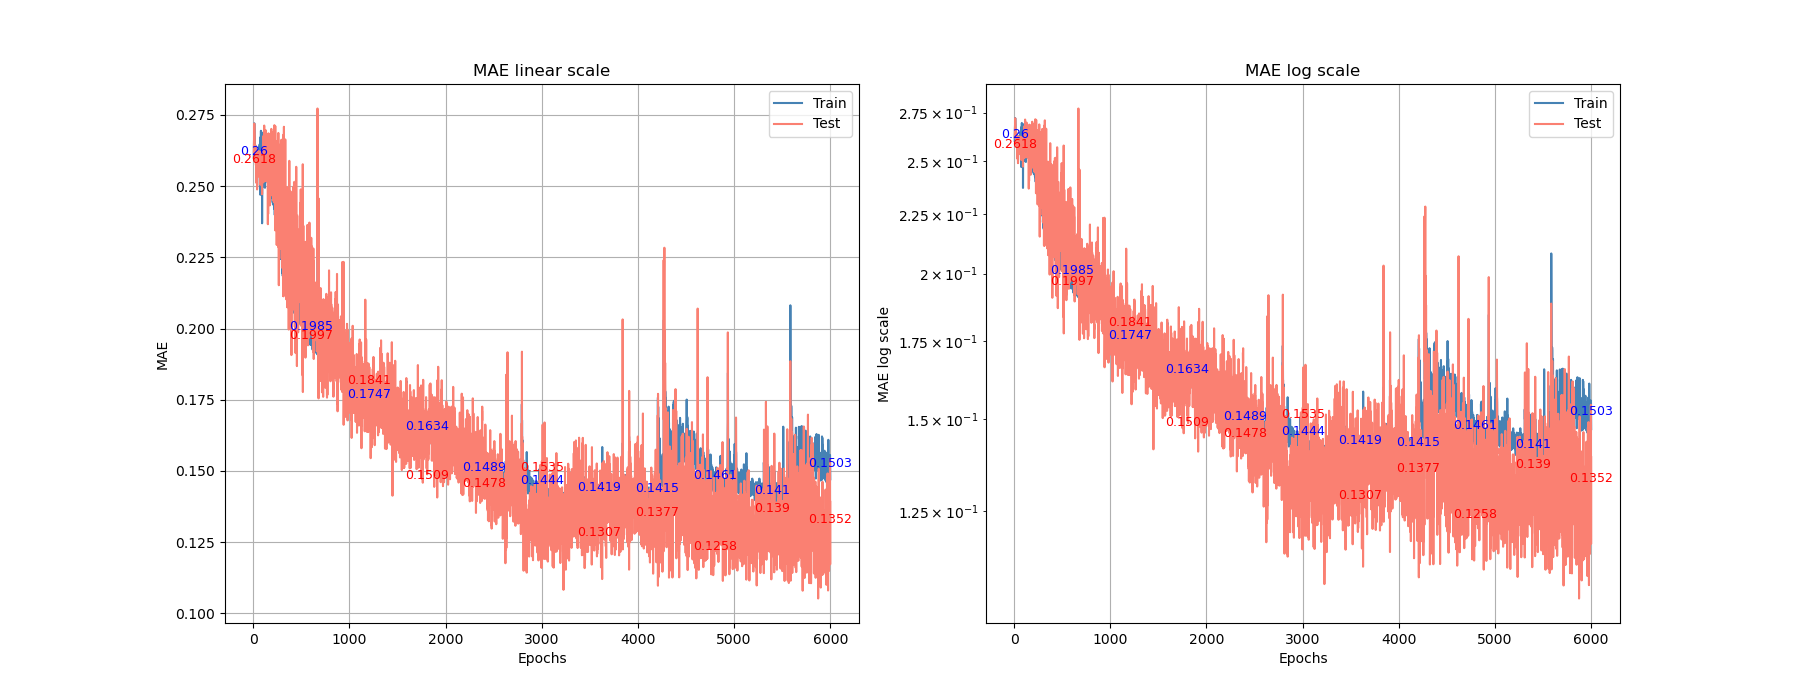 MAE linear scale
Train
Test
0.275
0.250
0.225
0.200
0.175
0.150
0.125
0.100
MAE
0.26
0.2618
0.1985
0.1997
0.1841
0.1747
0.1634
0.1509
0.1489
0.1478
0.1535
0.1444
0.1419
0.1307
0.1415
0.1377
0.1461
0.1258
0.141
0.139
0.1503
0.1352
0 1000 2000 3000 4000 5000 6000
Epochs
MAE log scale
Train
Test
2.75 × 10⁻¹
2.5 × 10⁻¹
2.25 × 10⁻¹
2 × 10⁻¹
1.75 × 10⁻¹
1.5 × 10⁻¹
1.25 × 10⁻¹
MAE log scale
0.26
0.2618
0.1985
0.1997
0.1841
0.1747
0.1634
0.1509
0.1489
0.1478
0.1535
0.1444
0.1419
0.1307
0.1415
0.1377
0.1461
0.1258
0.141
0.139
0.1503
0.1352
0 1000 2000 3000 4000 5000 6000
Epochs